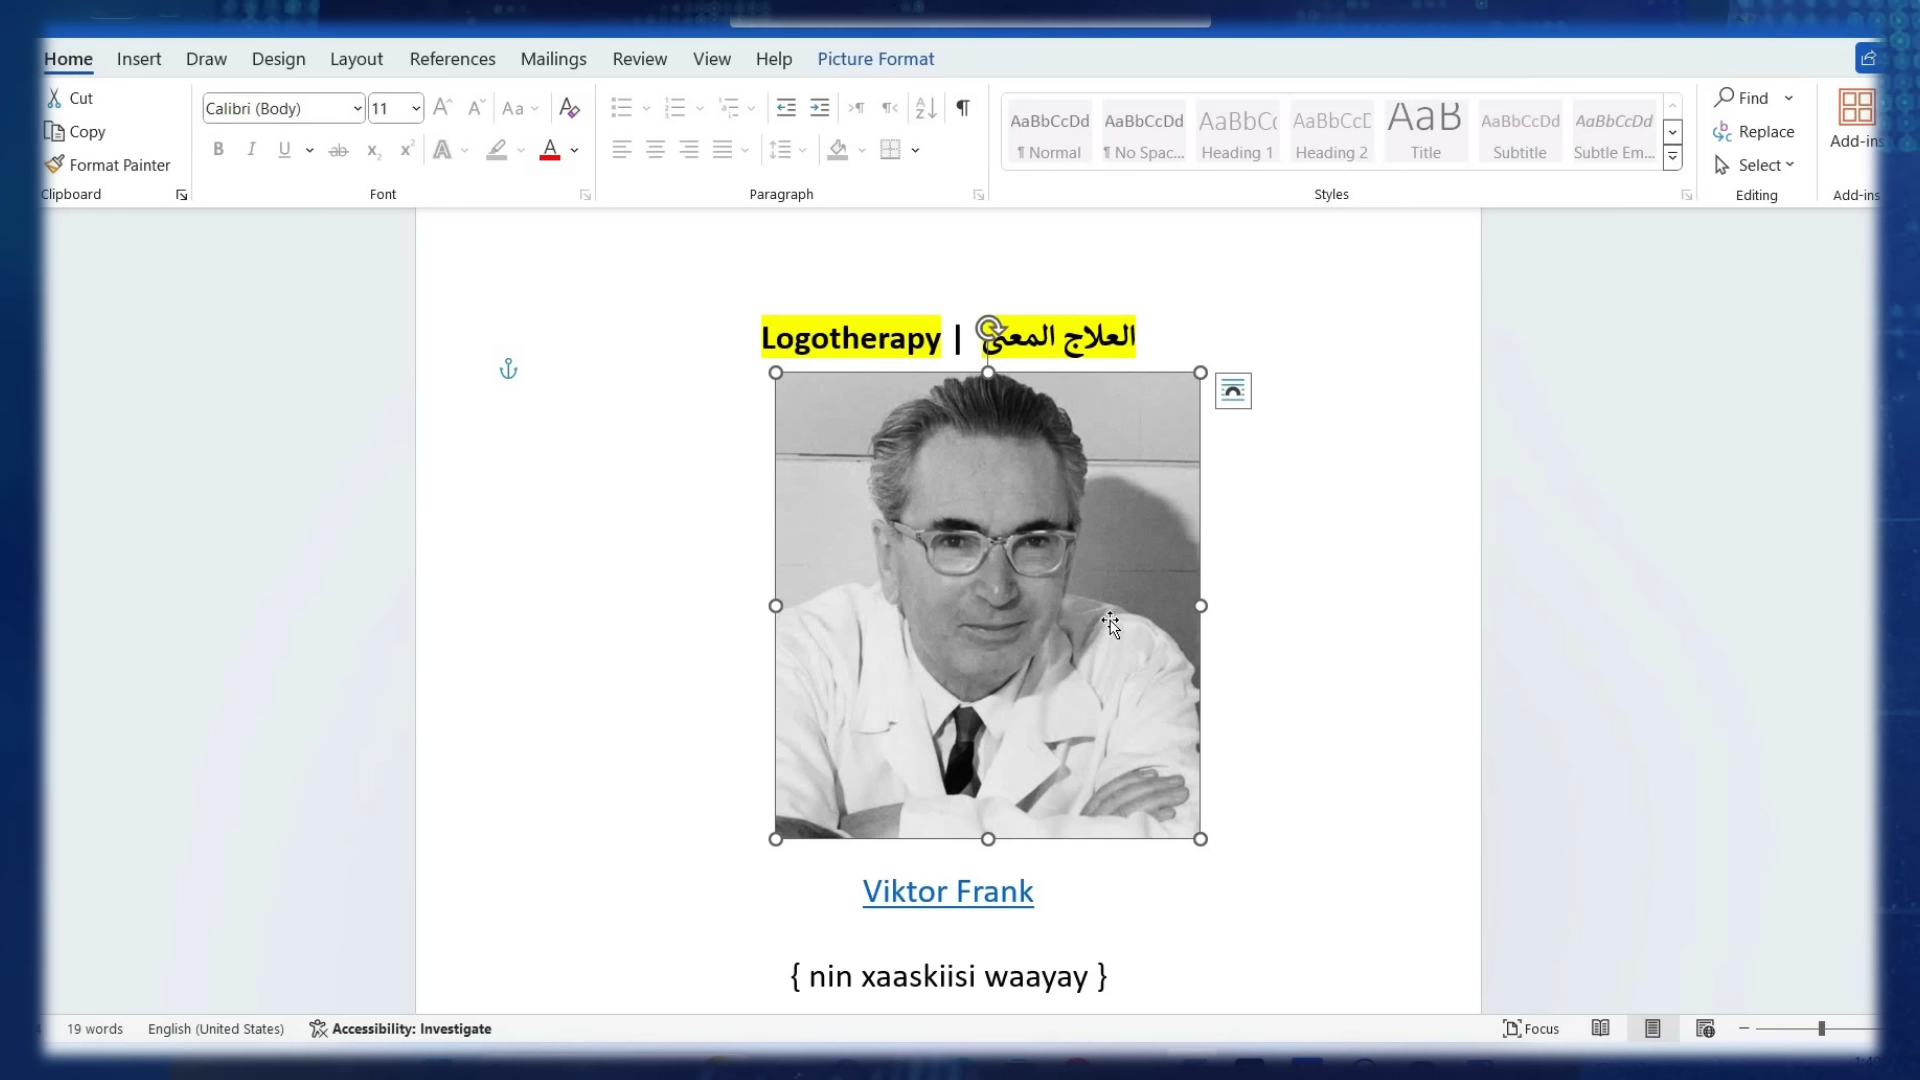 Home Insert Draw Design Layout References Mailings Review View Help Picture Format
Cut
Copy
Format Painter
Clipboard
Calibri (Body) 11
Font
Paragraph
AaBbCcDd AaBbCcDd AaBbCc AaBbCcD AaB AaBbCcDd AaBbCcDd
¶ Normal ¶ No Spac... Heading 1 Heading 2 Title Subtitle Subtle Em...
Styles
Find
Replace
Select
Editing
Add-ins
Add-ins
Logotherapy | العلاج المعنى
Viktor Frank
{ nin xaaskiisi waayay }
19 words English (United States) Accessibility: Investigate Focus